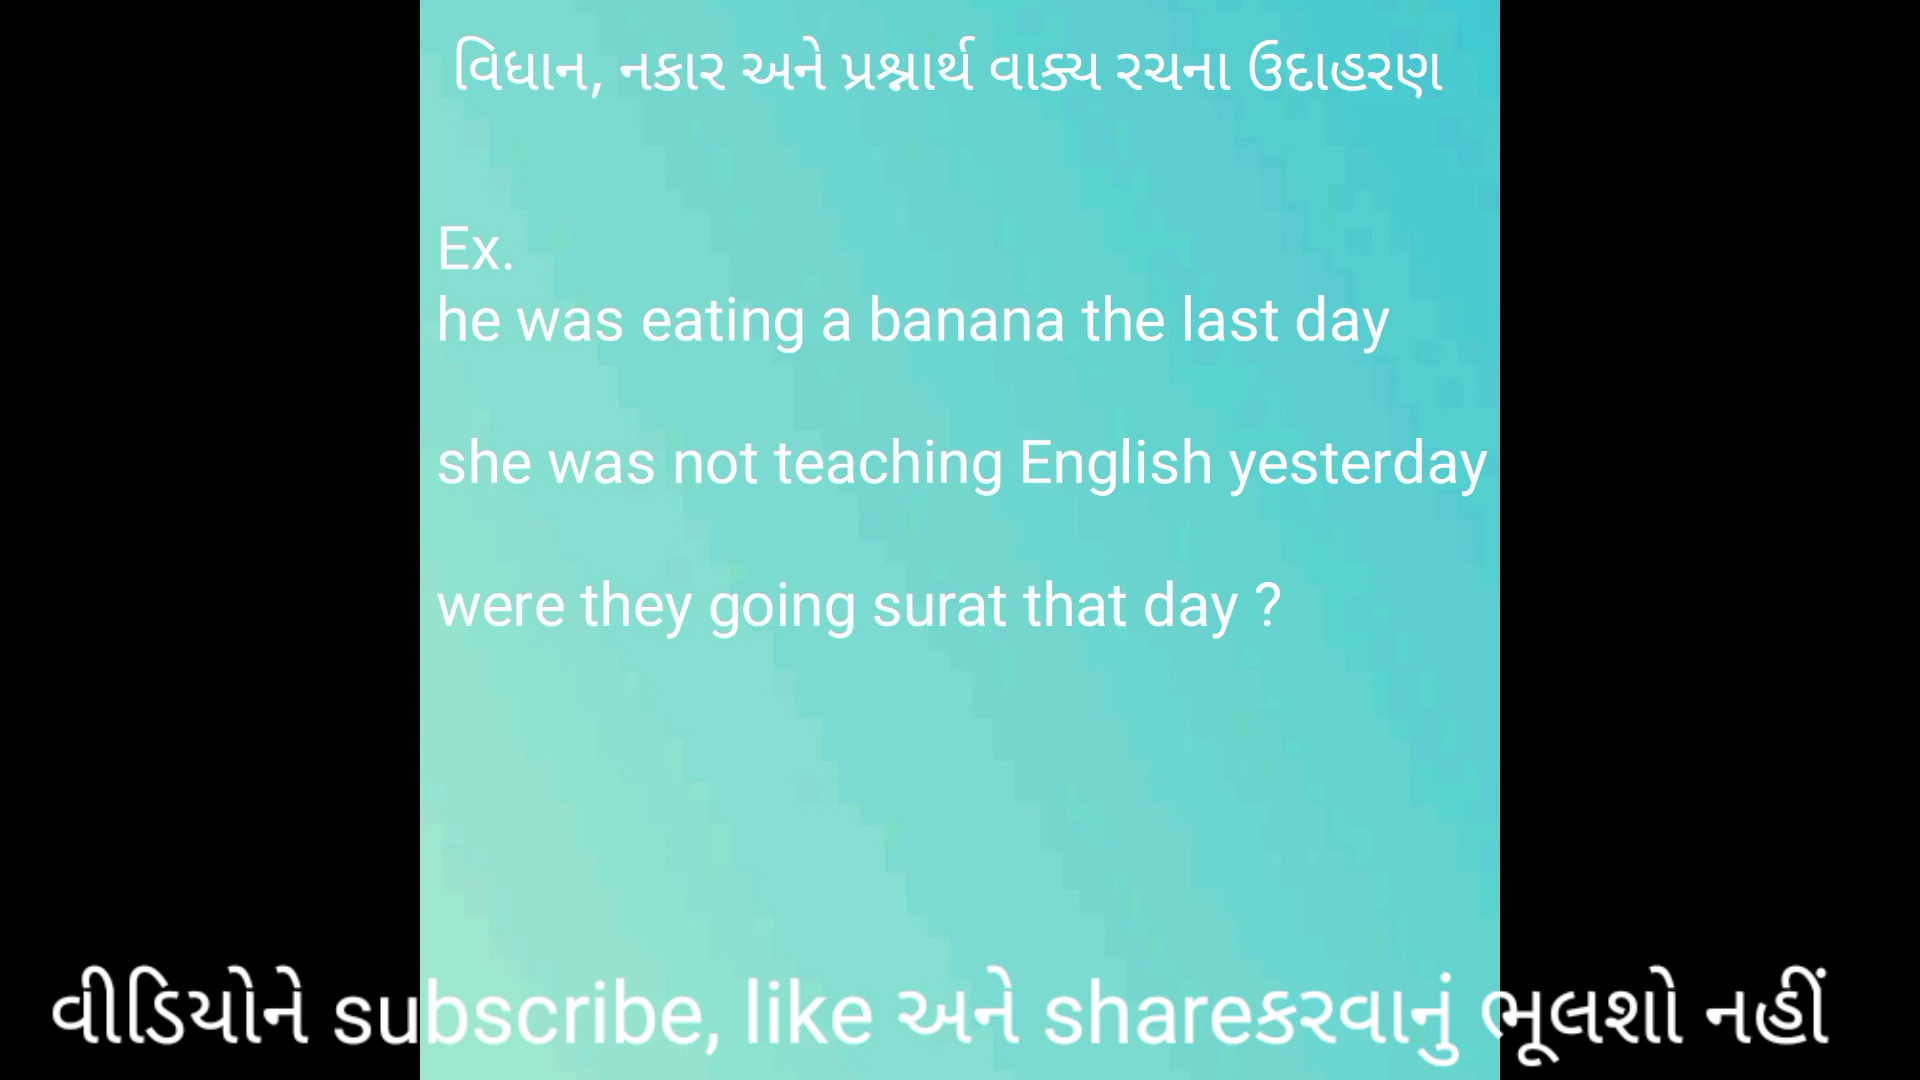 વિધાન, નકાર અને પ્રશ્નાર્થ વાક્ય રચના ઉદાહરણ
Ex.
he was eating a banana the last day
she was not teaching English yesterday
were they going surat that day ?
વીડિયોને subscribe, like અને shareકરવાનું ભૂલશો નહીં